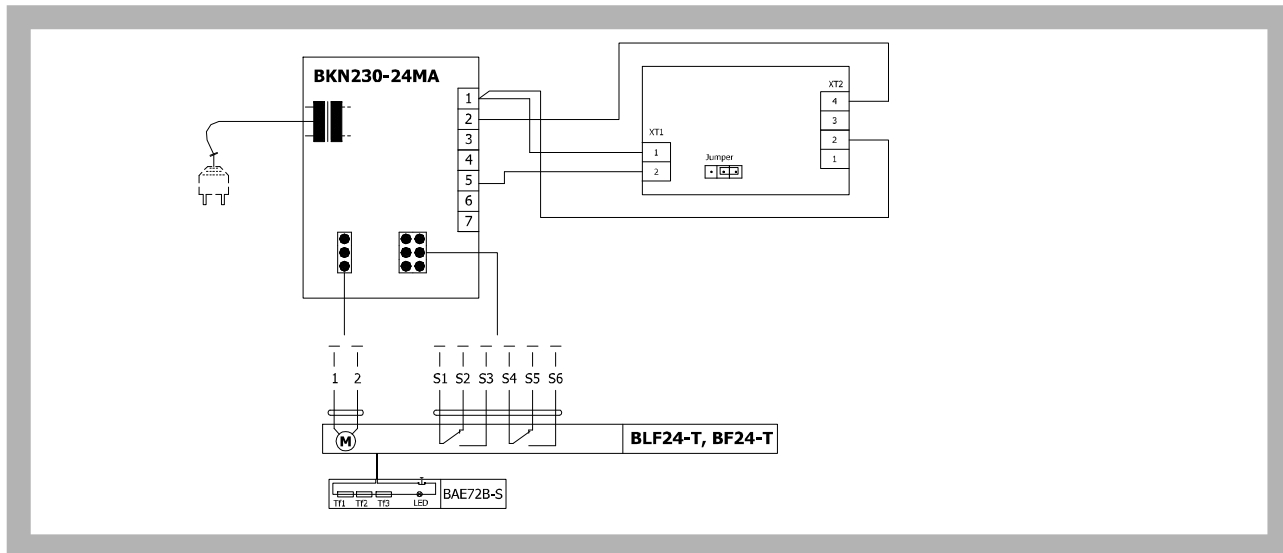 BKN230-24MA
1
2
3
4
5
6
7
XT1
1
2
Jumper
XT2
4
3
2
1
1 2 S1 S2 S3 S4 S5 S6
M
BLF24-T, BF24-T
Tf1 Tf2 Tf3 LED
BAE72B-S